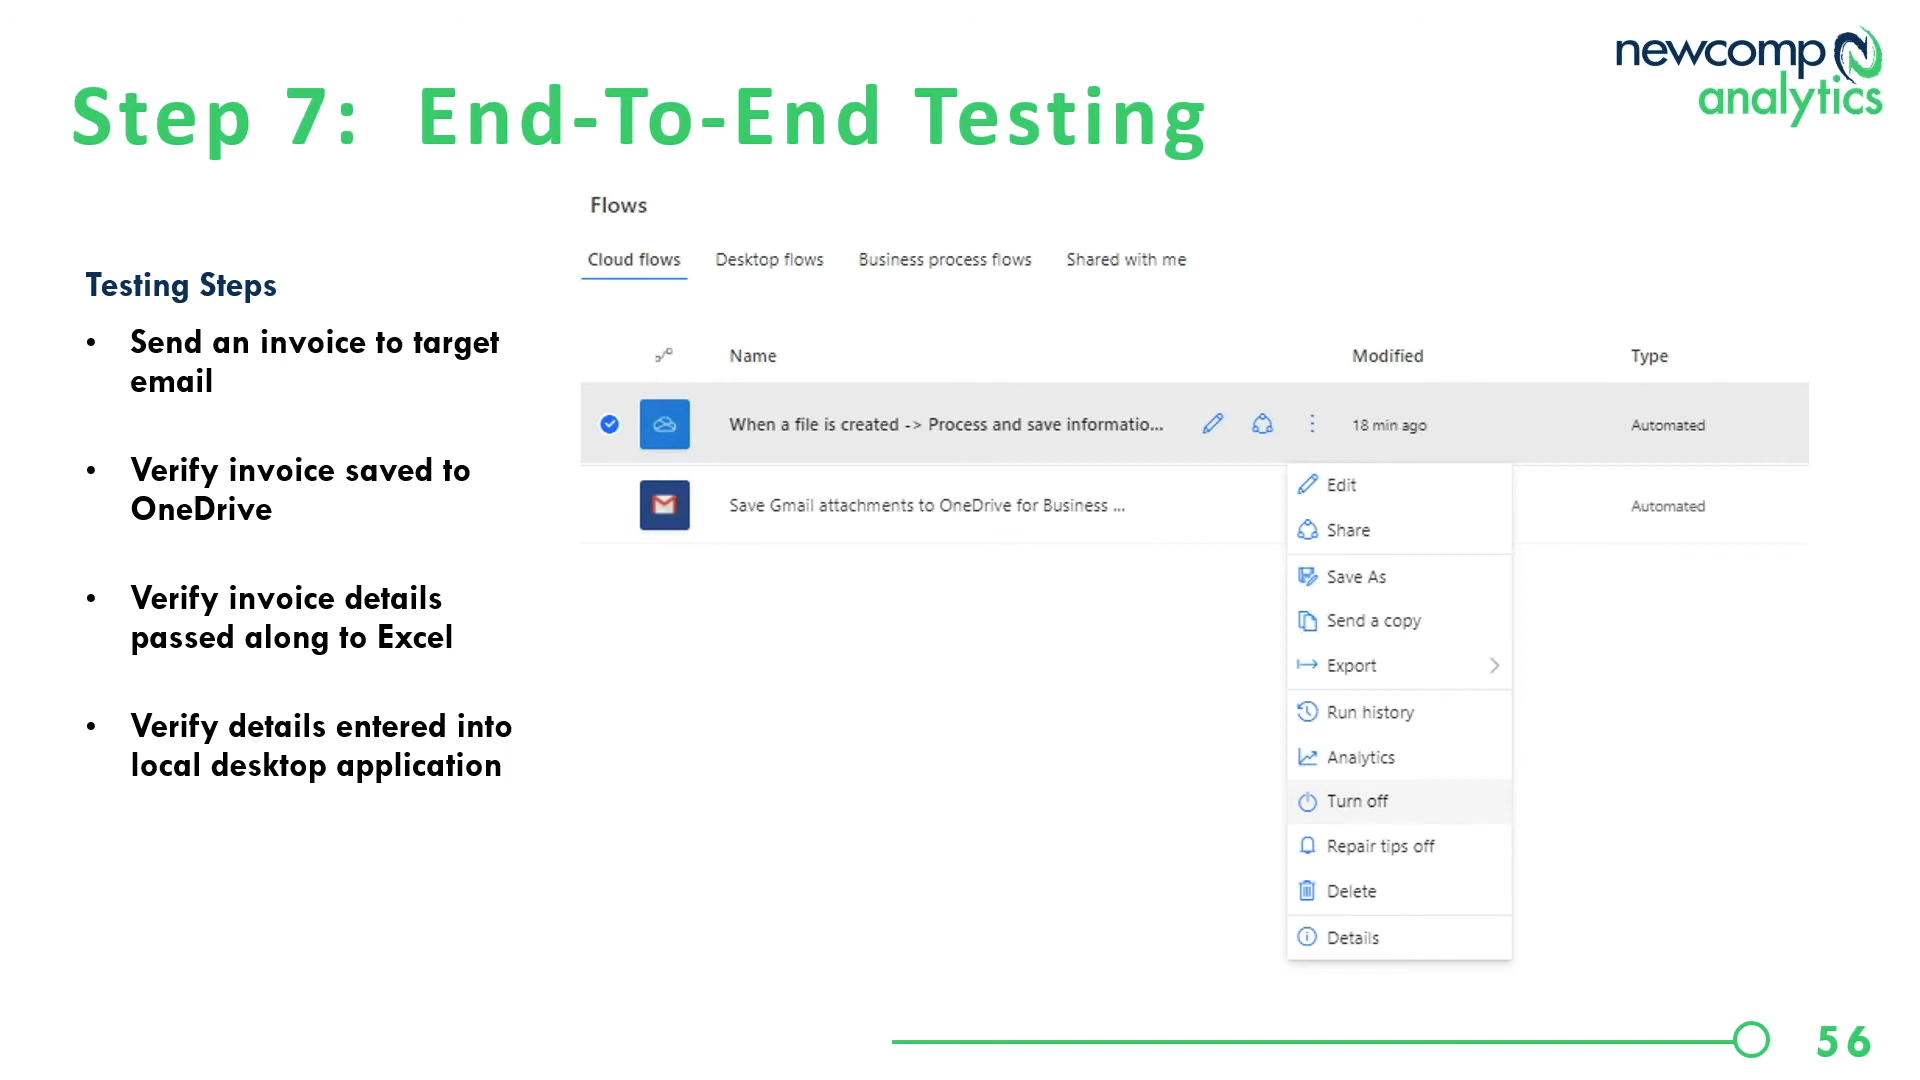 newcomp
analytics
Step 7: End-To-End Testing
Testing Steps
• Send an invoice to target
email
• Verify invoice saved to
OneDrive
• Verify invoice details
passed along to Excel
• Verify details entered into
local desktop application
Flows
Cloud flows Desktop flows Business process flows Shared with me
Name Modified Type
When a file is created -> Process and save informatio... 18 min ago Automated
Save Gmail attachments to OneDrive for Business ... Automated
Edit
Share
Save As
Send a copy
Export
Run history
Analytics
Turn off
Repair tips off
Delete
Details
56